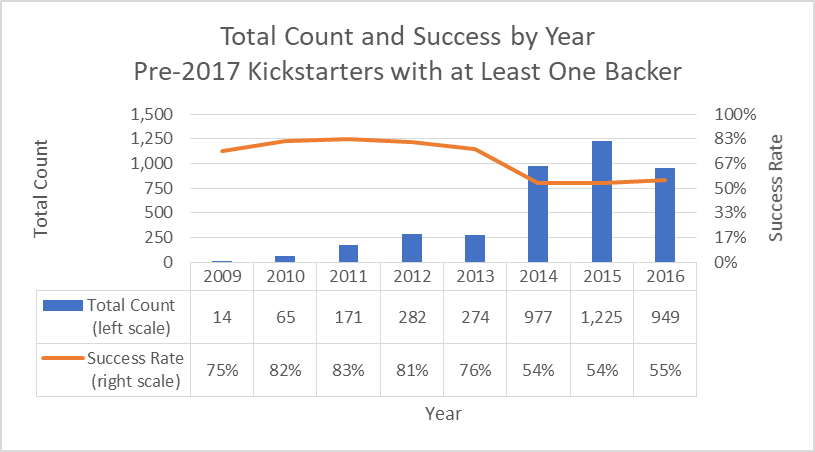 Total Count and Success by Year
Pre-2017 Kickstarters with at Least One Backer
Total Count
1,500
1,250
1,000
750
500
250
0
100%
83%
67%
50%
33%
17%
0%
Success Rate
2009 2010 2011 2012 2013 2014 2015 2016
Total Count
(left scale)
14 65 171 282 274 977 1,225 949
Success Rate
(right scale)
75% 82% 83% 81% 76% 54% 54% 55%
Year